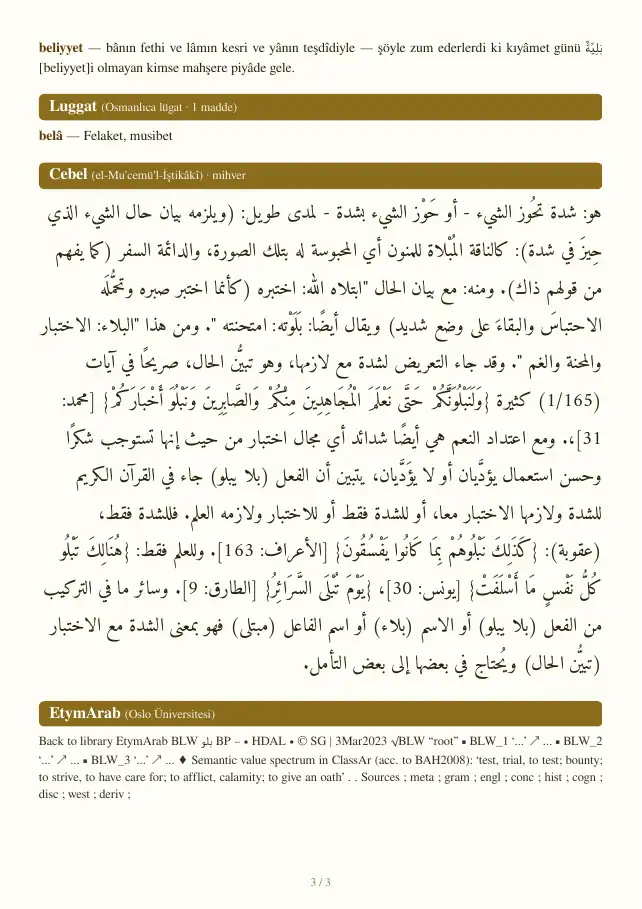 beliyyet — bânın fethi ve lâmın kesri ve yânın teşdîdiyle — şöyle zum ederlerdi ki kıyâmet günü بَلِيَّةٌ
[beliyyet]i olmayan kimse mahşere piyâde gele.
Luggat (Osmanlıca lügat · 1 madde)
belâ — Felaket, musibet
Cebel (el-Mu'cemü'l-İştikâkî) · mihver
هو: شدة تحُوز الشيء - أو حَوْز الشيء بشدة - لمدى طويل: (ويلزمه بيان حال الشيء الذي
حِيزَ في شدة): كالناقة المُبْلاة للمنون أي المحبوسة له بتلك الصورة، والدائمة السفر (كما يفهم
من قولهم ذاك). ومنه: مع بيان الحال "ابتلاه الله: اختبره (كأنما اختبر صبره وتحمُّلَه
الاحتباسَ والبقاءَ على وضع شديد) ويقال أيضًا: بَلَوْته: امتحنته ". ومن هذا "البلاء: الاختبار
والمحنة والغم ". وقد جاء التعريض لشدة مع لازمها، وهو تبيُّن الحال، صريحًا في آيات
(1/165) كثيرة {وَلَنَبْلُوَنَّكُمْ حَتَّى نَعْلَمَ الْمُجَاهِدِينَ مِنْكُمْ وَالصَّابِرِينَ وَنَبْلُوَ أَخْبَارَكُمْ} [محمد:
31]،. ومع اعتداد النعم هي أيضًا شدائد أي مجال اختبار من حيث إنها تستوجب شكرًا
وحسن استعمال يؤدَّيان أو لا يؤَدَّيان، يتبين أن الفعل (بلا يبلو) جاء في القرآن الكريم
للشدة ولازمها الاختبار معا، أو للشدة فقط أو للاختبار ولازمه العلم. فللشدة فقط،
(عقوبة): {كَذَلِكَ نَبْلُوهُمْ بِمَا كَانُوا يَفْسُقُونَ} [الأعراف: 163]. وللعلم فقط: {هُنَالِكَ تَبْلُو
كُلُّ نَفْسٍ مَا أَسْلَفَتْ} [يونس: 30]، {يَوْمَ تُبْلَى السَّرَائِرُ} [الطارق: 9]. وسائر ما في التركيب
من الفعل (بلا يبلو) أو الاسم (بلاء) أو اسم الفاعل (مبتلى) فهو بمعنى الشدة مع الاختبار
(تبيُّن الحال) ويُحتاج في بعضها إلى بعض التأمل.
EtymArab (Oslo Üniversitesi)
Back to library EtymArab BLW بلو BP – • HDAL • © SG | 3Mar2023 √BLW “root” ▪ BLW_1 ‘...’ ↗ ... ▪ BLW_2
‘...’ ↗ ... ▪ BLW_3 ‘...’ ↗ ... ♦ Semantic value spectrum in ClassAr (acc. to BAH2008): ‘test, trial, to test; bounty;
to strive, to have care for; to afflict, calamity; to give an oath’ . . Sources ; meta ; gram ; engl ; conc ; hist ; cogn ;
disc ; west ; deriv ;
3 / 3